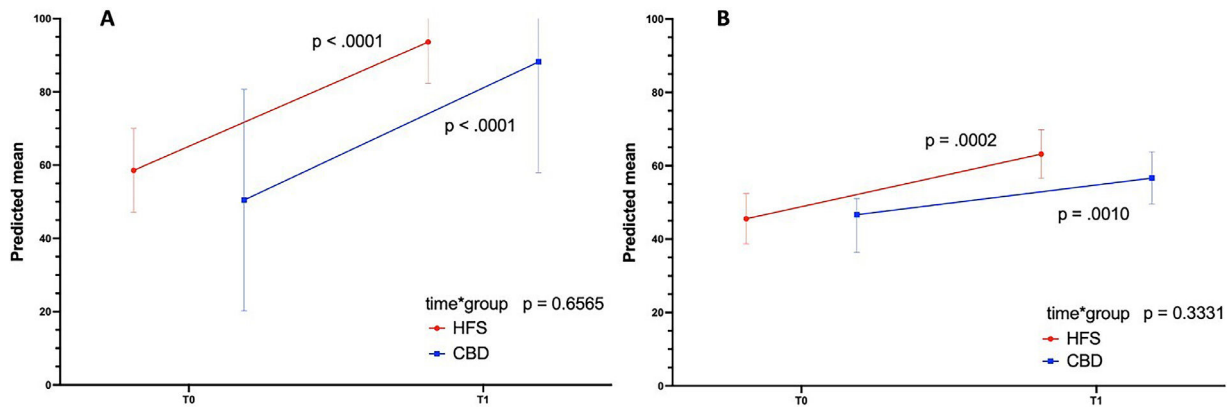 A
100
80
60
40
20
0
Predicted mean
p < .0001
p < .0001
time*group p = 0.6565
HFS
CBD
T0 T1
B
100
80
60
40
20
0
Predicted mean
p = .0002
p = .0010
time*group p = 0.3331
HFS
CBD
T0 T1